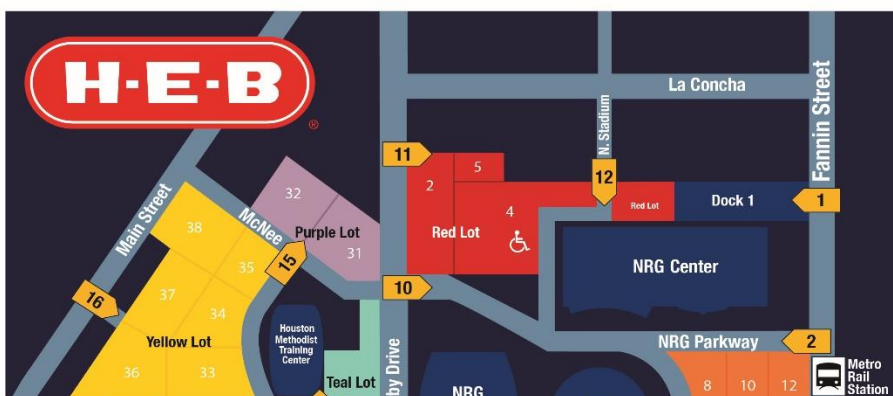 H-E-B
®
La Concha
Fannin Street
N. Stadium
Main Street
McNee
11
5
2
12
32
4
Red Lot
Dock 1
1
Purple Lot
31
Red Lot
38
35
15
NRG Center
37
10
16
34
Yellow Lot
Houston
Methodist
Training
Center
NRG Parkway
2
36
33
Teal Lot
by Drive
NRG
8
10
12
Metro
Rail
Station